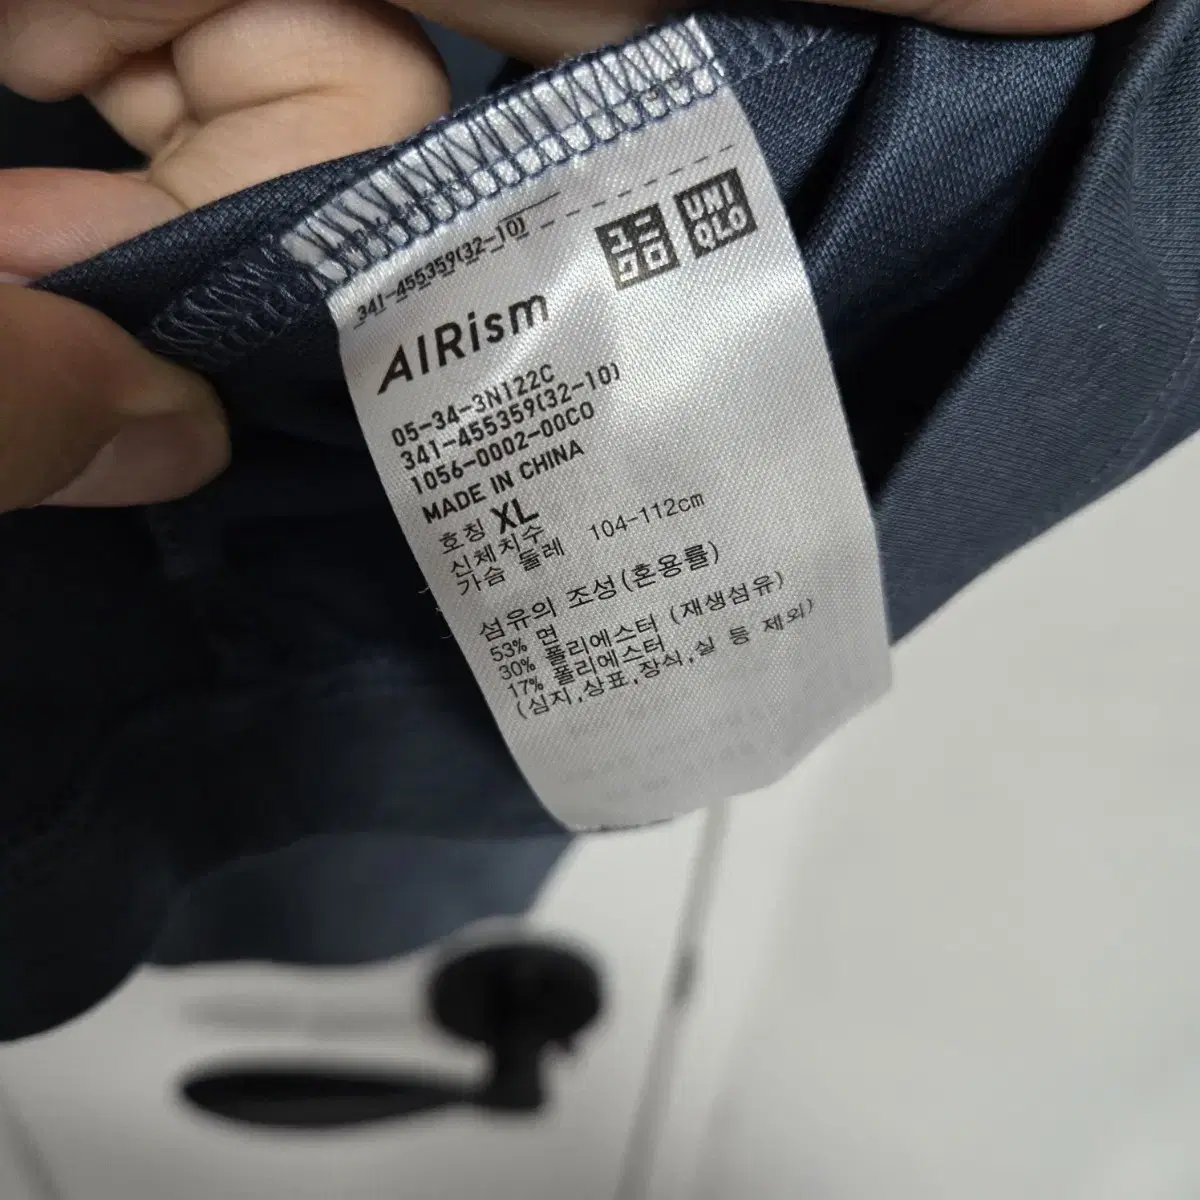 341-455359(32-10)
ユニ
クロ
UNI
QLO
AIRism
05-34-3N122C
341-455359(32-10)
1056-0002-00CO
MADE IN CHINA
호칭 XL
신체치수
가슴 둘레 104-112cm
섬유의 조성(혼용률)
53% 면
30% 폴리에스터 (재생섬유)
17% 폴리에스터
(심지,상표,장식,실 등 제외)